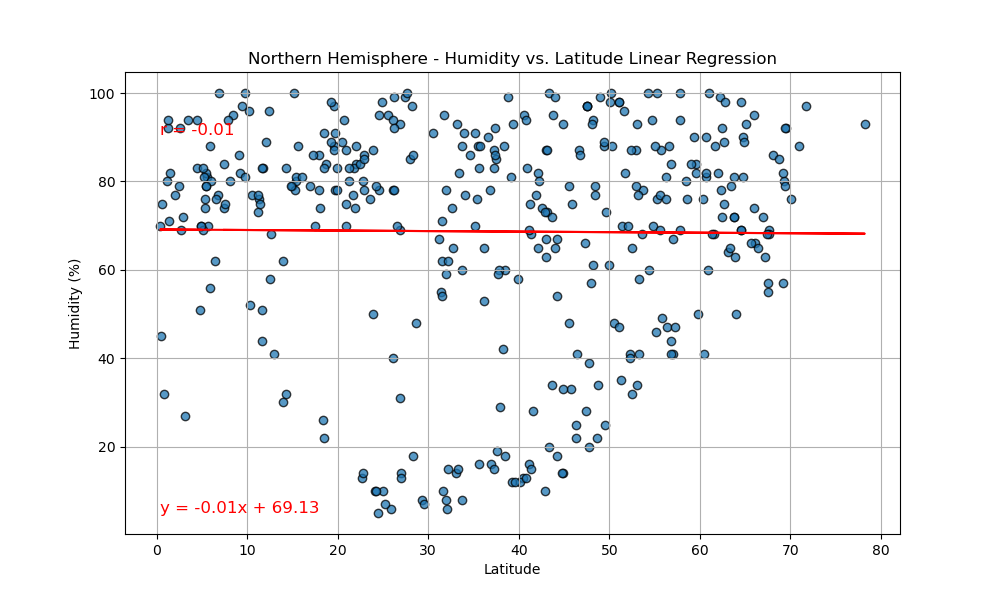 Northern Hemisphere - Humidity vs. Latitude Linear Regression
100
80
60
40
20
Humidity (%)
r = -0.01
y = -0.01x + 69.13
0 10 20 30 40 50 60 70 80
Latitude